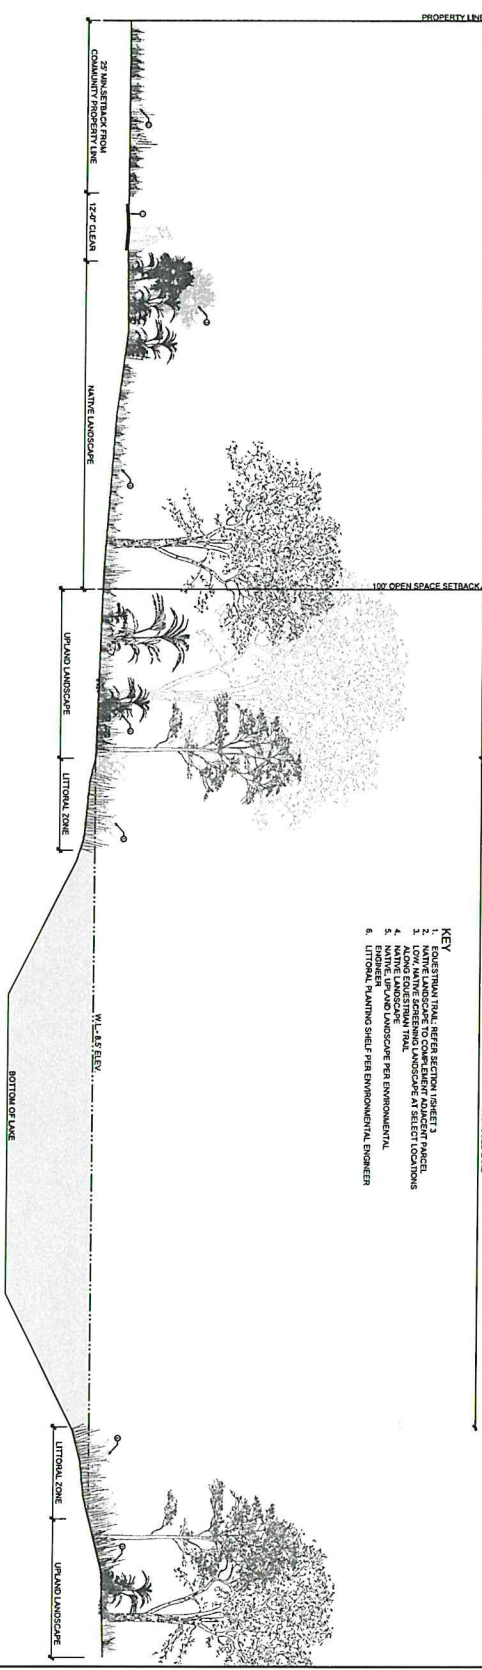 PROPERTY LINE
25' MIN.SETBACK FROM
COMMUNITY PROPERTY LINE
12'-0" CLEAR
NATIVE LANDSCAPE
100' OPEN SPACE SETBACK
UPLAND LANDSCAPE
LITTORAL ZONE
W.L.- 8.5' ELEV.
BOTTOM OF LAKE
KEY
1. EQUESTRIAN TRAIL; REFER SECTION 1/SHEET 3
2. NATIVE LANDSCAPE TO COMPLEMENT ADJACENT PARCEL
3. LOW, NATIVE SCREENING LANDSCAPE AT SELECT LOCATIONS
ALONG EQUESTRIAN TRAIL
4. NATIVE LANDSCAPE
5. NATIVE, UPLAND LANDSCAPE PER ENVIRONMENTAL
ENGINEER
6. LITTORAL PLANTING SHELF PER ENVIRONMENTAL ENGINEER
LITTORAL ZONE
UPLAND LANDSCAPE